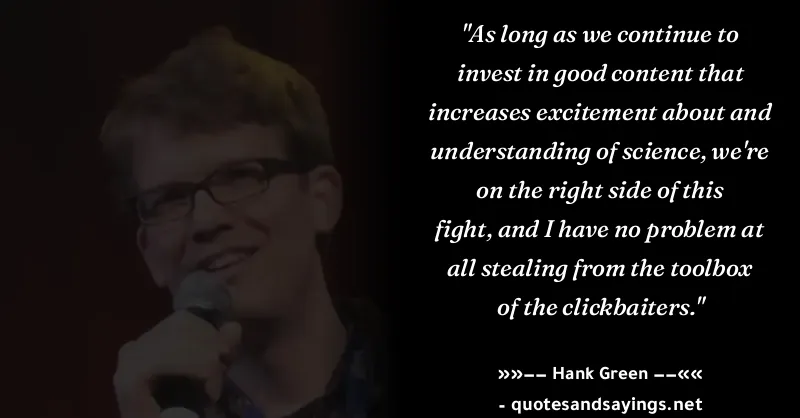 "As long as we continue to
invest in good content that
increases excitement about and
understanding of science, we're
on the right side of this
fight, and I have no problem at
all stealing from the toolbox
of the clickbaiters."
»»–– Hank Green ––««
- quotesandsayings.net